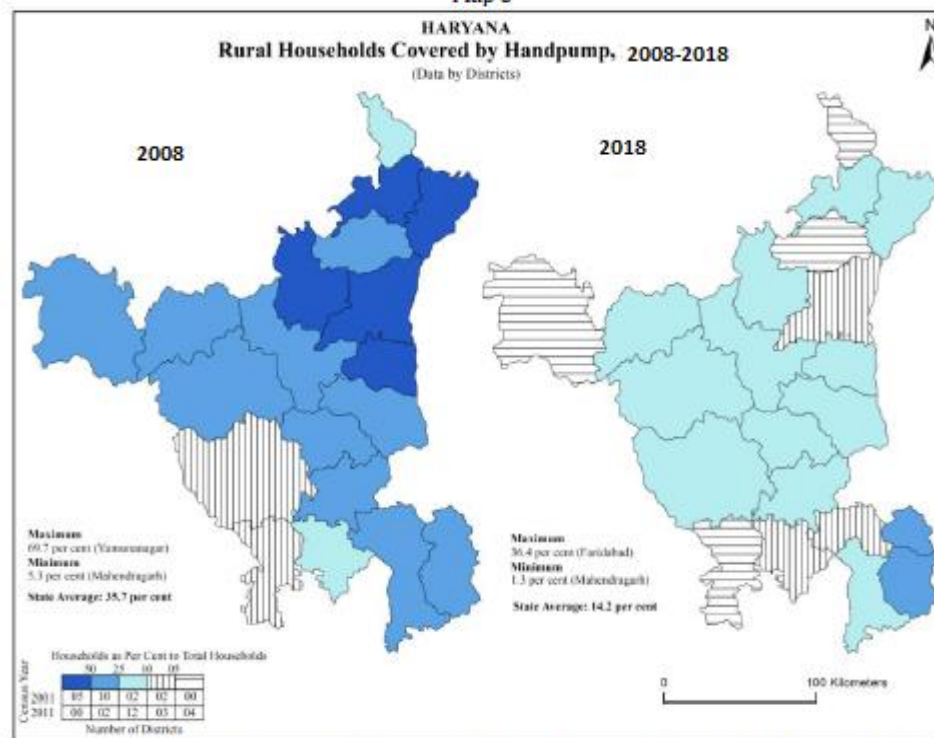 HARYANA
Rural Households Covered by Handpump, 2008-2018
(Data by Districts)
N
2008
2018
Maximum
69.7 per cent (Yamunanagar)
Minimum
5.3 per cent (Mahendragarh)
State Average: 35.7 per cent
Maximum
36.4 per cent (Faridabad)
Minimum
1.3 per cent (Mahendragarh)
State Average: 14.2 per cent
Households as Per Cent to Total Households
50 25 10 05
Census Year
2001 05 10 02 02 00
2011 00 02 12 03 04
Number of Districts
0 100 Kilometers